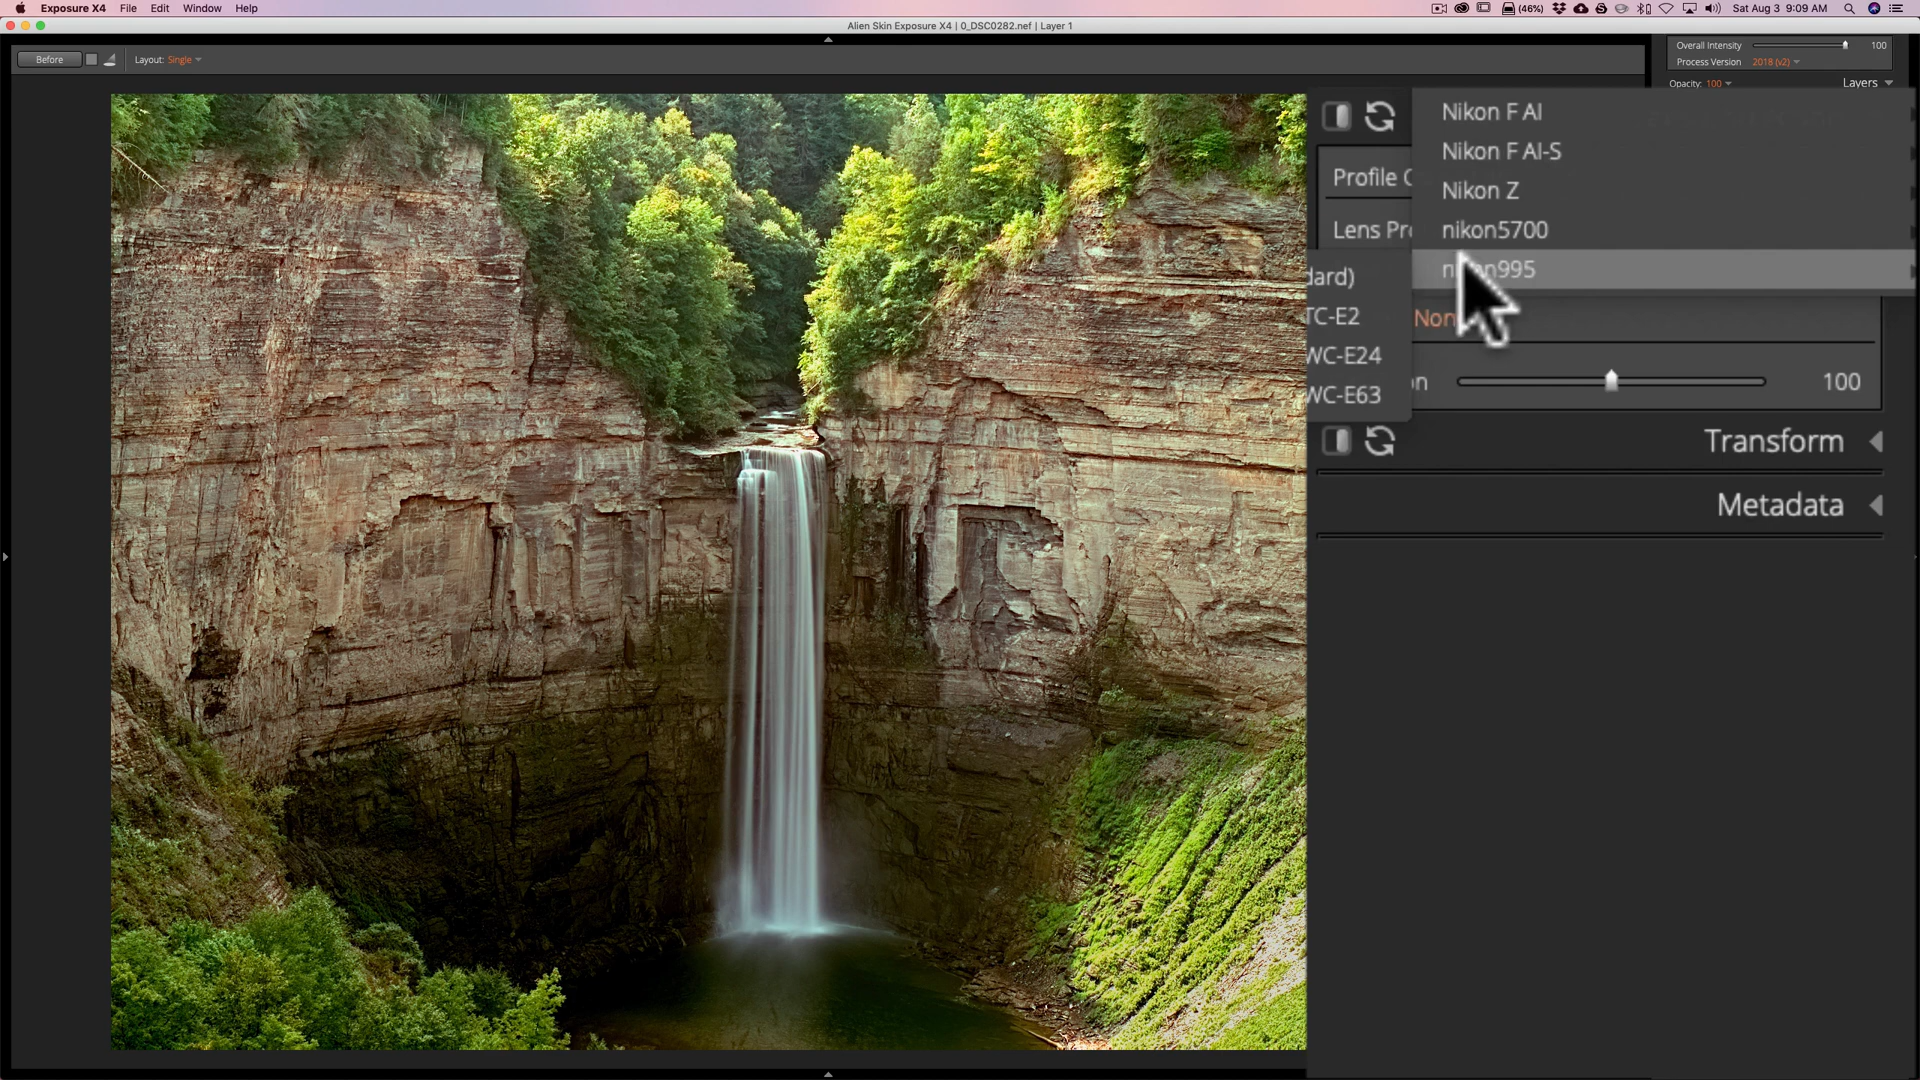 Exposure X4 File Edit Window Help (46%) Sat Aug 3 9:09 AM
Alien Skin Exposure X4 | 0_DSC0282.nef | Layer 1
Before Layout: Single
Overall Intensity 100
Process Version 2018 (v2)
Opacity: 100 Layers
Nikon F AI
Nikon F AI-S
Profile
Nikon Z
Lens nikon5700
dard) 995
TC-E2
WC-E24
100
WC-E63
Transform
Metadata